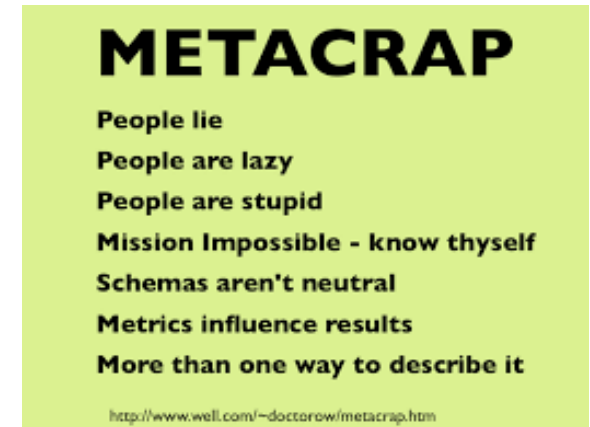 METACRAP
People lie
People are lazy
People are stupid
Mission Impossible - know thyself
Schemas aren't neutral
Metrics influence results
More than one way to describe it
http://www.well.com/~doctorow/metacrap.htm